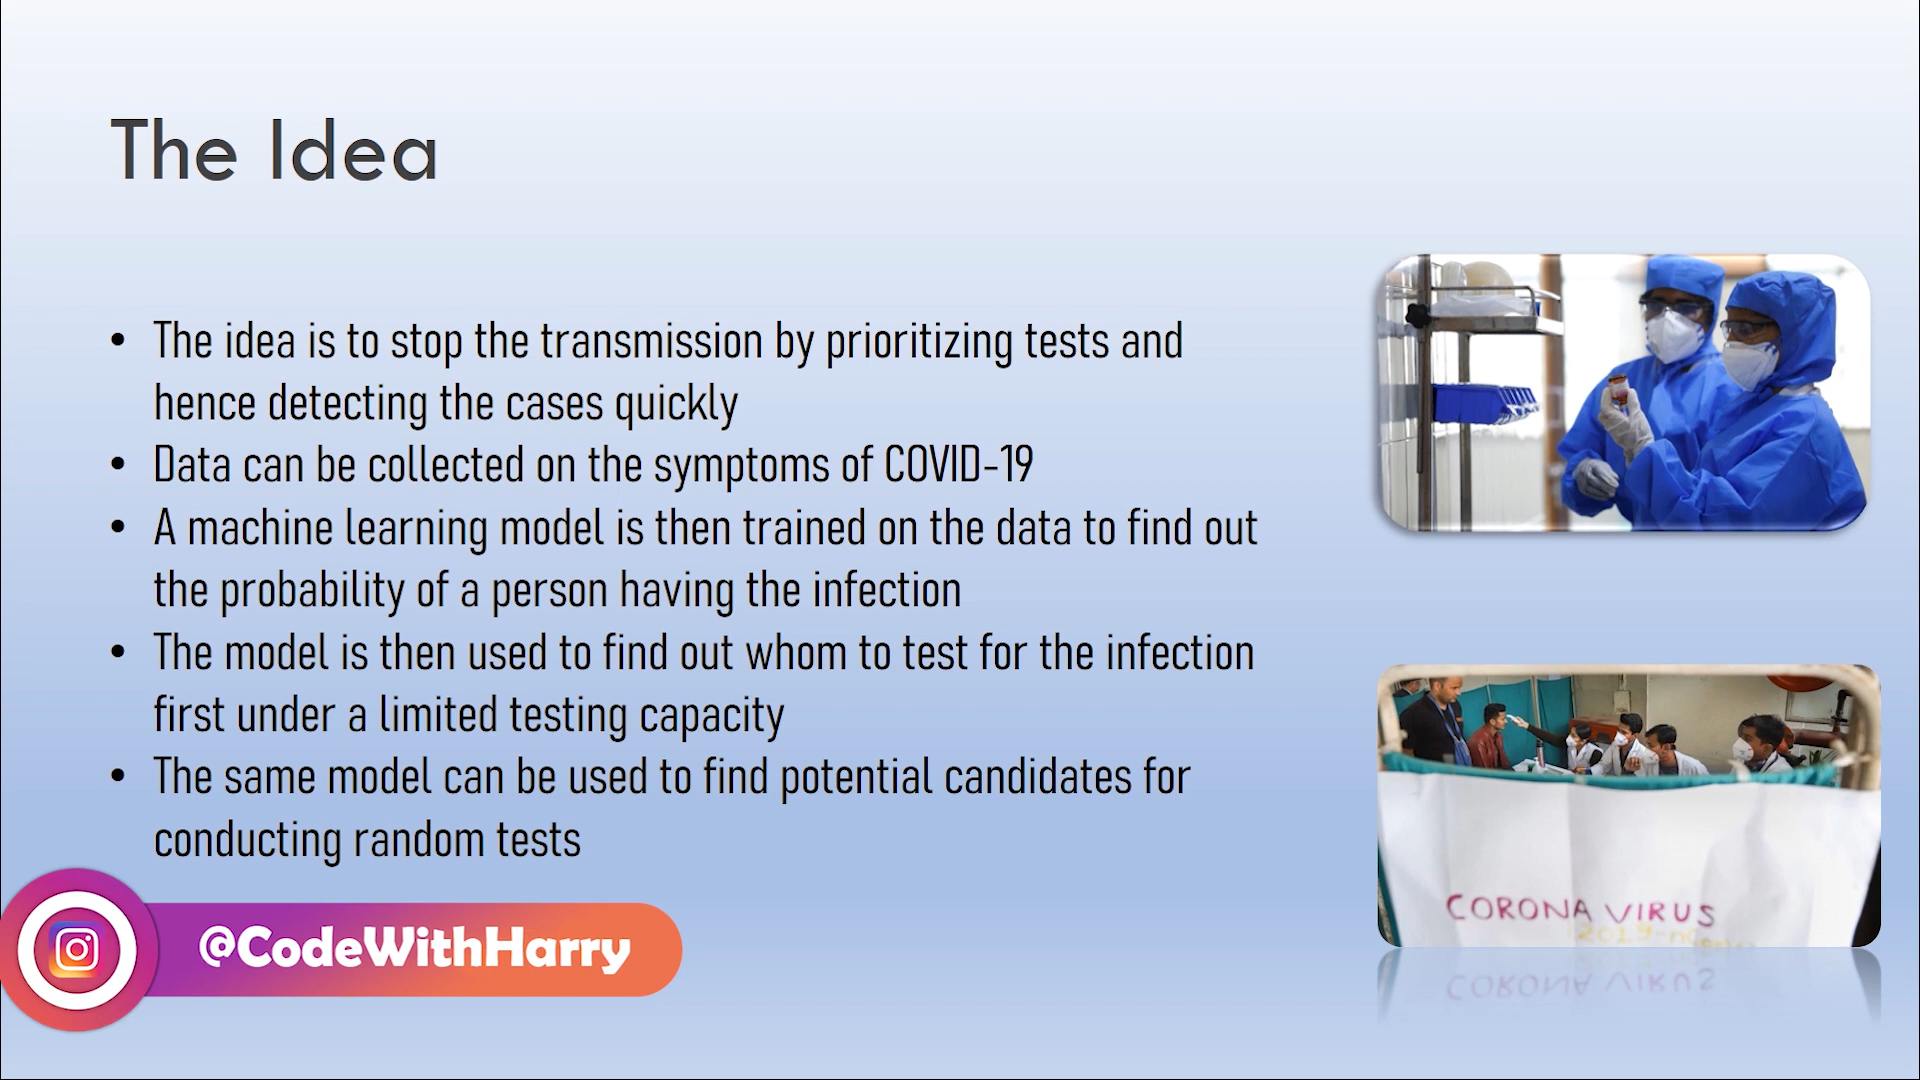 The Idea
• The idea is to stop the transmission by prioritizing tests and
hence detecting the cases quickly
• Data can be collected on the symptoms of COVID-19
• A machine learning model is then trained on the data to find out
the probability of a person having the infection
• The model is then used to find out whom to test for the infection
first under a limited testing capacity
• The same model can be used to find potential candidates for
conducting random tests
@CodeWithHarry
CORONA VIRUS